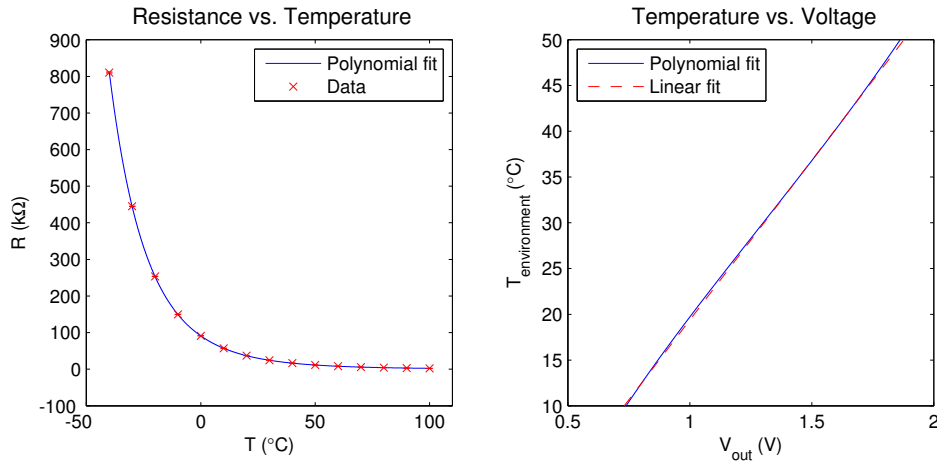 Resistance vs. Temperature
900
800
700
600
500
400
300
200
100
0
-100
-50
0
50
100
R (kΩ)
T (°C)
Polynomial fit
Data
Temperature vs. Voltage
50
45
40
35
30
25
20
15
10
0.5
1
1.5
2
T_environment (°C)
V_out (V)
Polynomial fit
Linear fit